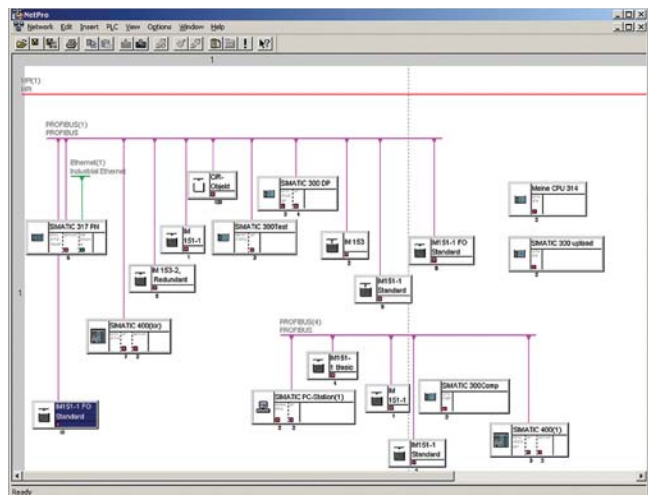 NetPro
Network Edit Insert PLC View Options Window Help
1
MPI(1)
MPI
PROFIBUS(1)
PROFIBUS
Ethernet(1)
Industrial Ethernet
CiR-
Objekt
SIMATIC 300 DP
Meine CPU 314
SIMATIC 317 PN
IM
151-1
SIMATIC 300Test
IM 153
IM151-1 FO
Standard
SIMATIC 300 upload
IM 153-2,
Redundant
IM151-1
Standard
1
SIMATIC 400(kir)
PROFIBUS(4)
PROFIBUS
IM151-
1 Basic
IM151-1 FO
Standard
SIMATIC PC-Station(1)
IM
151-1
SIMATIC 300Comp
SIMATIC 400(1)
IM151-1
Standard
Ready